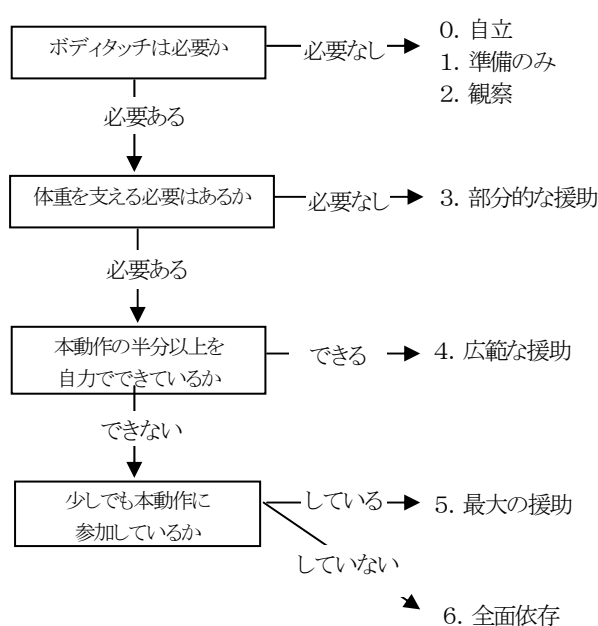 ボディタッチは必要か
必要なし
0. 自立
1. 準備のみ
2. 観察
必要ある
体重を支える必要はあるか
必要なし
3. 部分的な援助
必要ある
本動作の半分以上を
自力でできているか
できる
4. 広範な援助
できない
少しでも本動作に
参加しているか
している
5. 最大の援助
していない
6. 全面依存